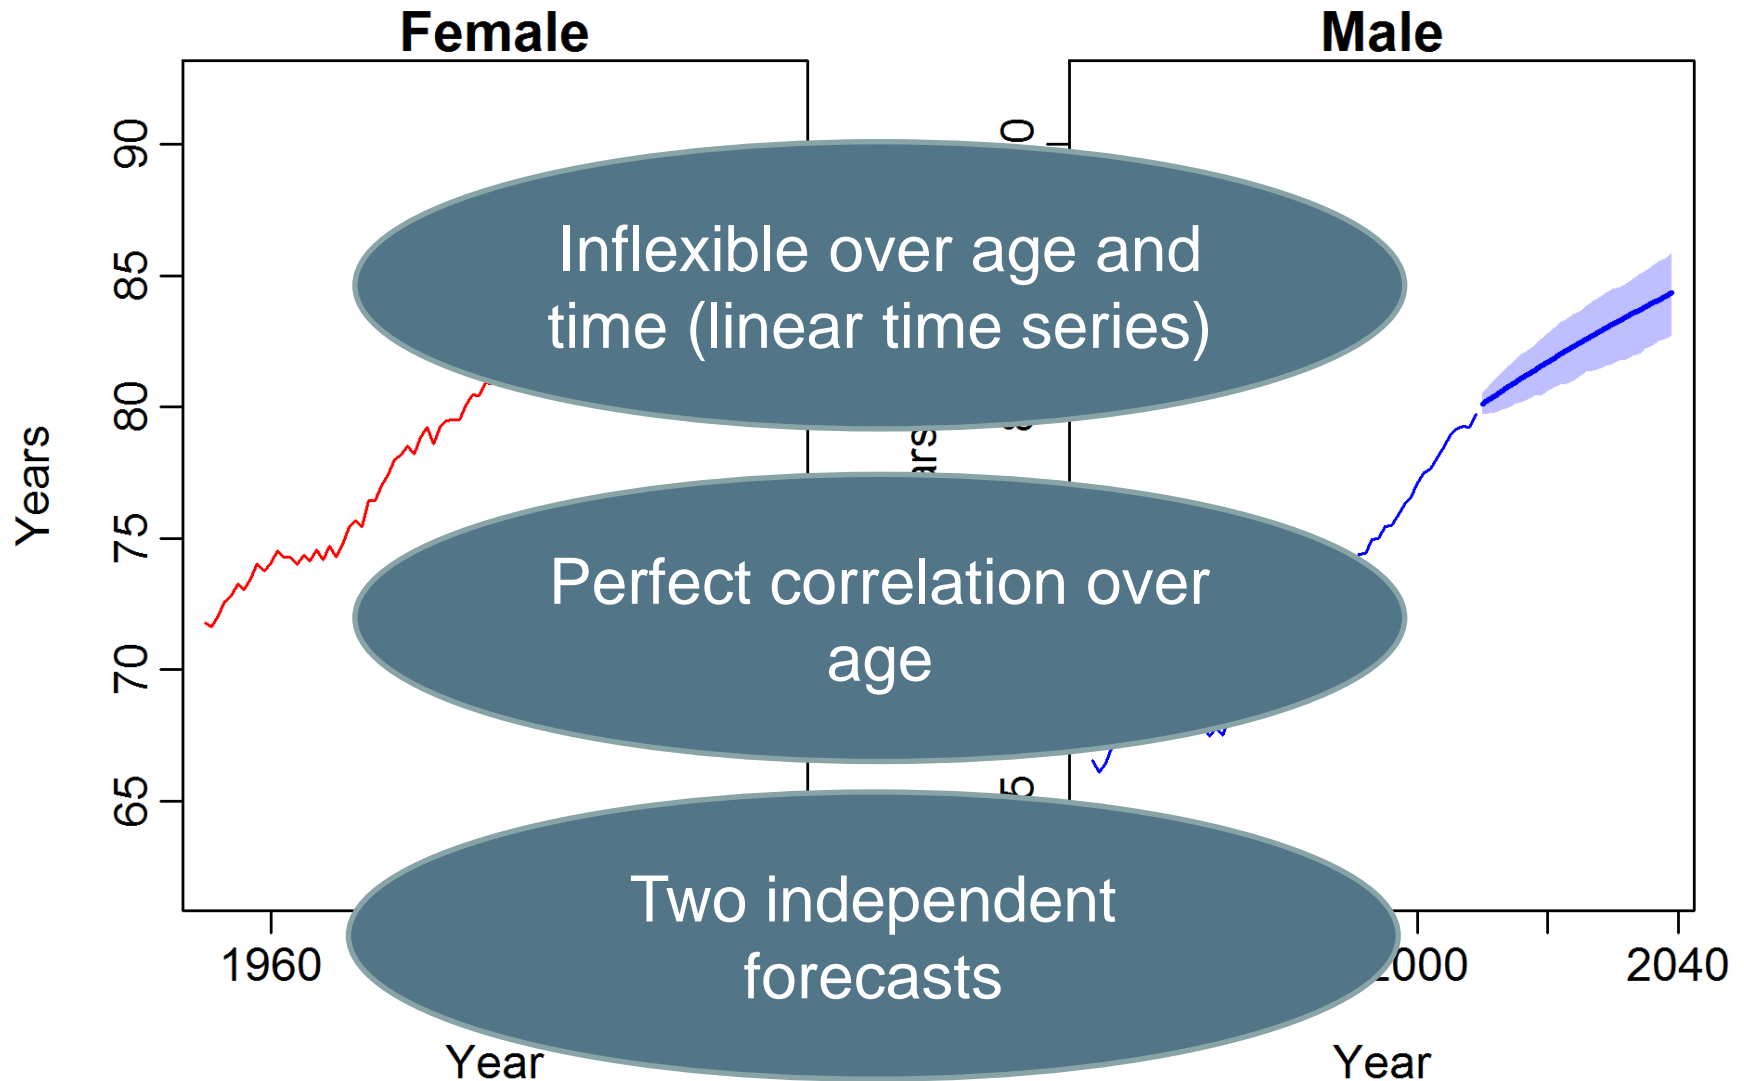 Female
Male
Years
90
85
80
75
70
65
1960
Year
Inflexible over age and
time (linear time series)
Perfect correlation over
age
Two independent
forecasts
2040
Year